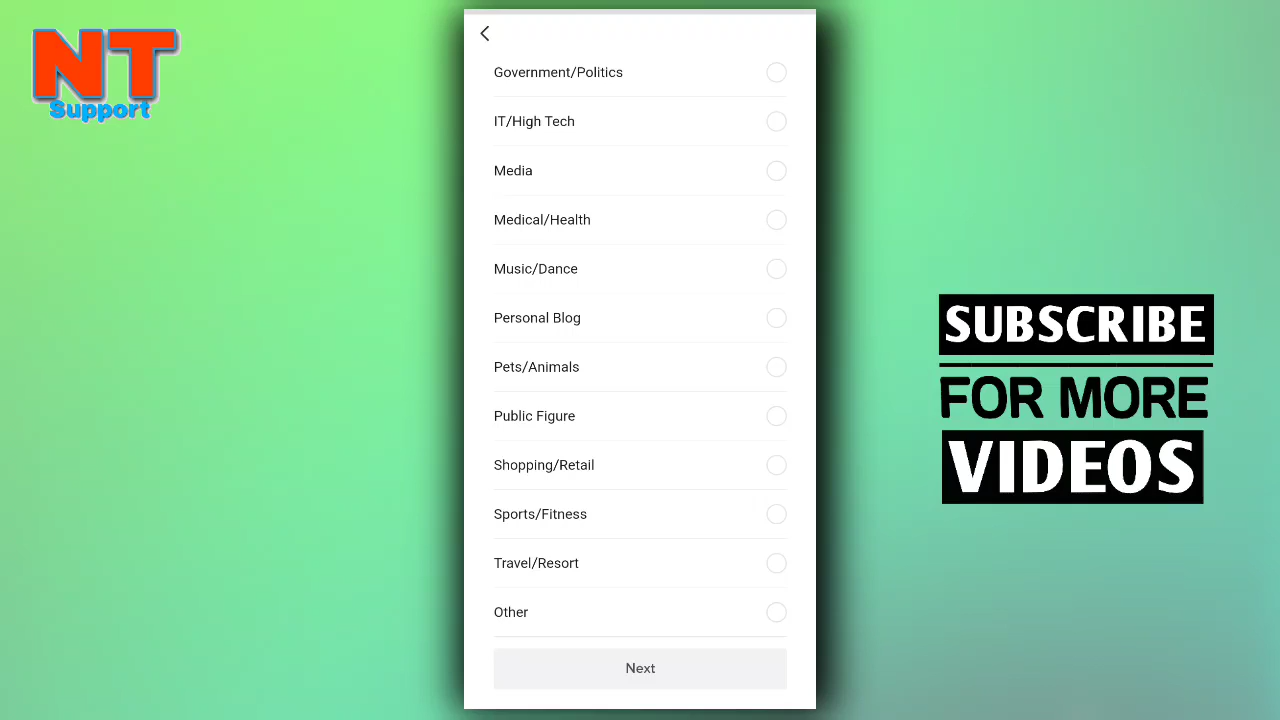 NT
Support
Government/Politics
IT/High Tech
Media
Medical/Health
Music/Dance
Personal Blog
Pets/Animals
Public Figure
Shopping/Retail
Sports/Fitness
Travel/Resort
Other
Next
SUBSCRIBE
FOR MORE
VIDEOS